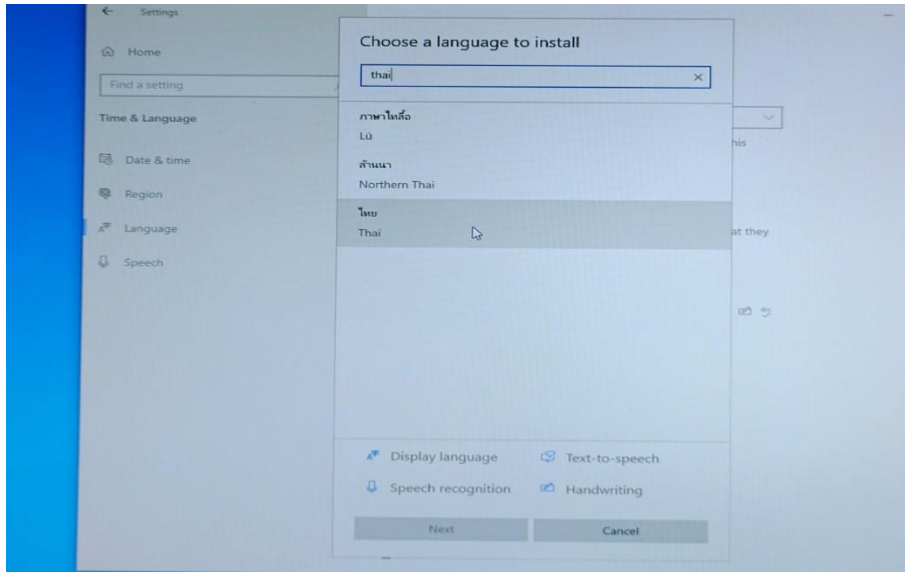 Settings
Home
Find a setting
Time & Language
Date & time
Region
Language
Speech
Choose a language to install
thai
ภาษาไทลื้อ
Lü
ล้านนา
Northern Thai
ไทย
Thai
his
at they
Display language
Text-to-speech
Speech recognition
Handwriting
Next
Cancel